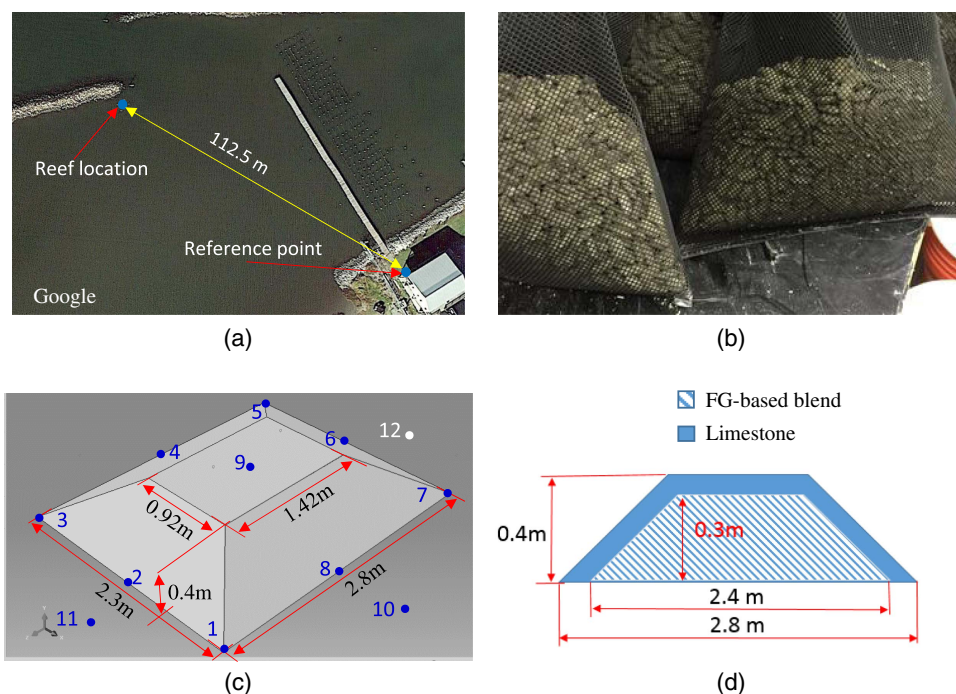 112.5 m
Reef location
Reference point
Google
(a)
(b)
5
4
6
12
9
7
3
0.92m
1.42m
2
8
0.4m
2.3m
2.8m
11
10
1
(c)
FG-based blend
Limestone
0.4m
0.3m
2.4 m
2.8 m
(d)